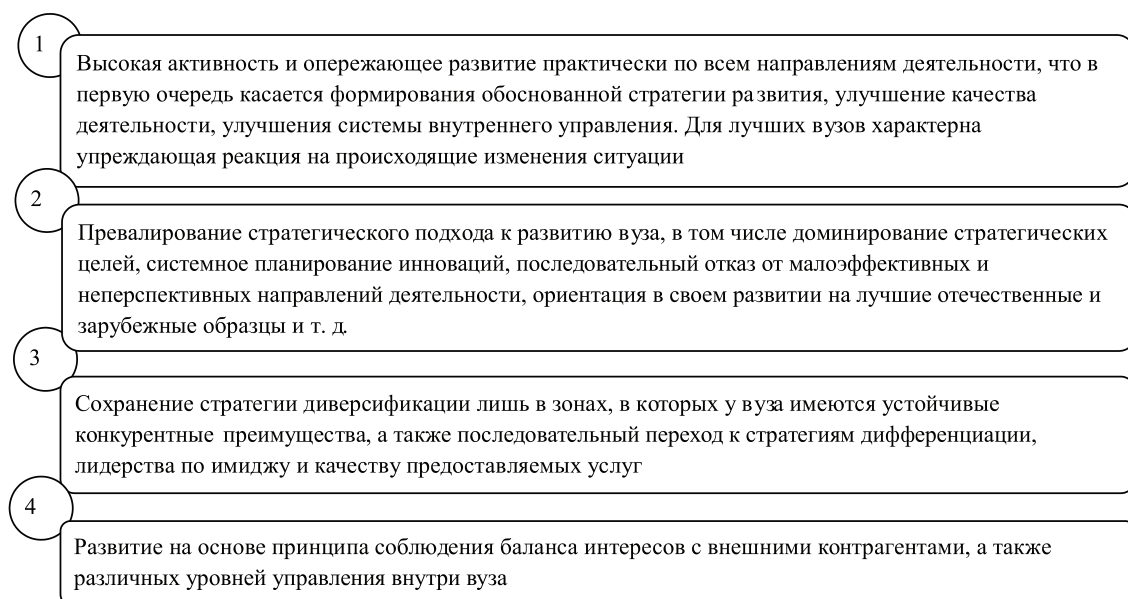 1
Высокая активность и опережающее развитие практически по всем направлениям деятельности, что в
первую очередь касается формирования обоснованной стратегии развития, улучшение качества
деятельности, улучшения системы внутреннего управления. Для лучших вузов характерна
упреждающая реакция на происходящие изменения ситуации
2
Превалирование стратегического подхода к развитию вуза, в том числе доминирование стратегических
целей, системное планирование инноваций, последовательный отказ от малоэффективных и
неперспективных направлений деятельности, ориентация в своем развитии на лучшие отечественные и
зарубежные образцы и т. д.
3
Сохранение стратегии диверсификации лишь в зонах, в которых у вуза имеются устойчивые
конкурентные преимущества, а также последовательный переход к стратегиям дифференциации,
лидерства по имиджу и качеству предоставляемых услуг
4
Развитие на основе принципа соблюдения баланса интересов с внешними контрагентами, а также
различных уровней управления внутри вуза